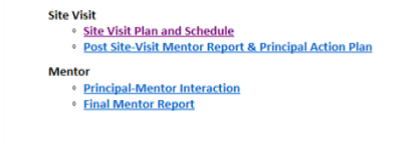 Site Visit
◦ Site Visit Plan and Schedule
◦ Post Site-Visit Mentor Report & Principal Action Plan
Mentor
◦ Principal-Mentor Interaction
◦ Final Mentor Report